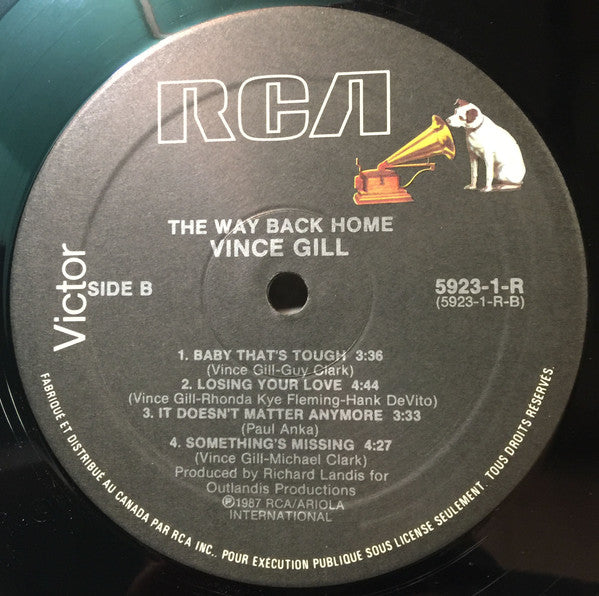 RCA
THE WAY BACK HOME
VINCE GILL
Victor
SIDE B
5923-1-R
(5923-1-R-B)
1. BABY THAT'S TOUGH 3:36
(Vince Gill-Guy Clark)
2. LOSING YOUR LOVE 4:44
(Vince Gill-Rhonda Kye Fleming-Hank DeVito)
3. IT DOESN'T MATTER ANYMORE 3:33
(Paul Anka)
4. SOMETHING'S MISSING 4:27
(Vince Gill-Michael Clark)
Produced by Richard Landis for
Outlandis Productions
℗1987 RCA/ARIOLA
INTERNATIONAL
FABRIQUÉ ET DISTRIBUÉ AU CANADA PAR RCA INC., POUR EXÉCUTION PUBLIQUE SOUS LICENSE SEULEMENT. TOUS DROITS RÉSERVÉS.